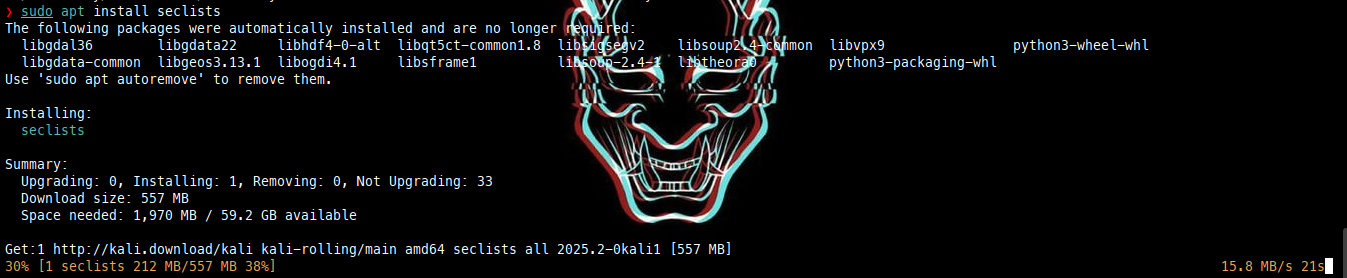 ❯ sudo apt install seclists
The following packages were automatically installed and are no longer required:
libgdal36 libgdata22 libhdf4-0-alt libqt5ct-common1.8 libsigsegv2 libsoup2.4-common libvpx9 python3-wheel-whl
libgdata-common libgeos3.13.1 libogdi4.1 libsframe1 libsoup-2.4-1 libtheora0 python3-packaging-whl
Use 'sudo apt autoremove' to remove them.
Installing:
seclists
Summary:
Upgrading: 0, Installing: 1, Removing: 0, Not Upgrading: 33
Download size: 557 MB
Space needed: 1,970 MB / 59.2 GB available
Get:1 http://kali.download/kali kali-rolling/main amd64 seclists all 2025.2-0kali1 [557 MB]
30% [1 seclists 212 MB/557 MB 38%] 15.8 MB/s 21s